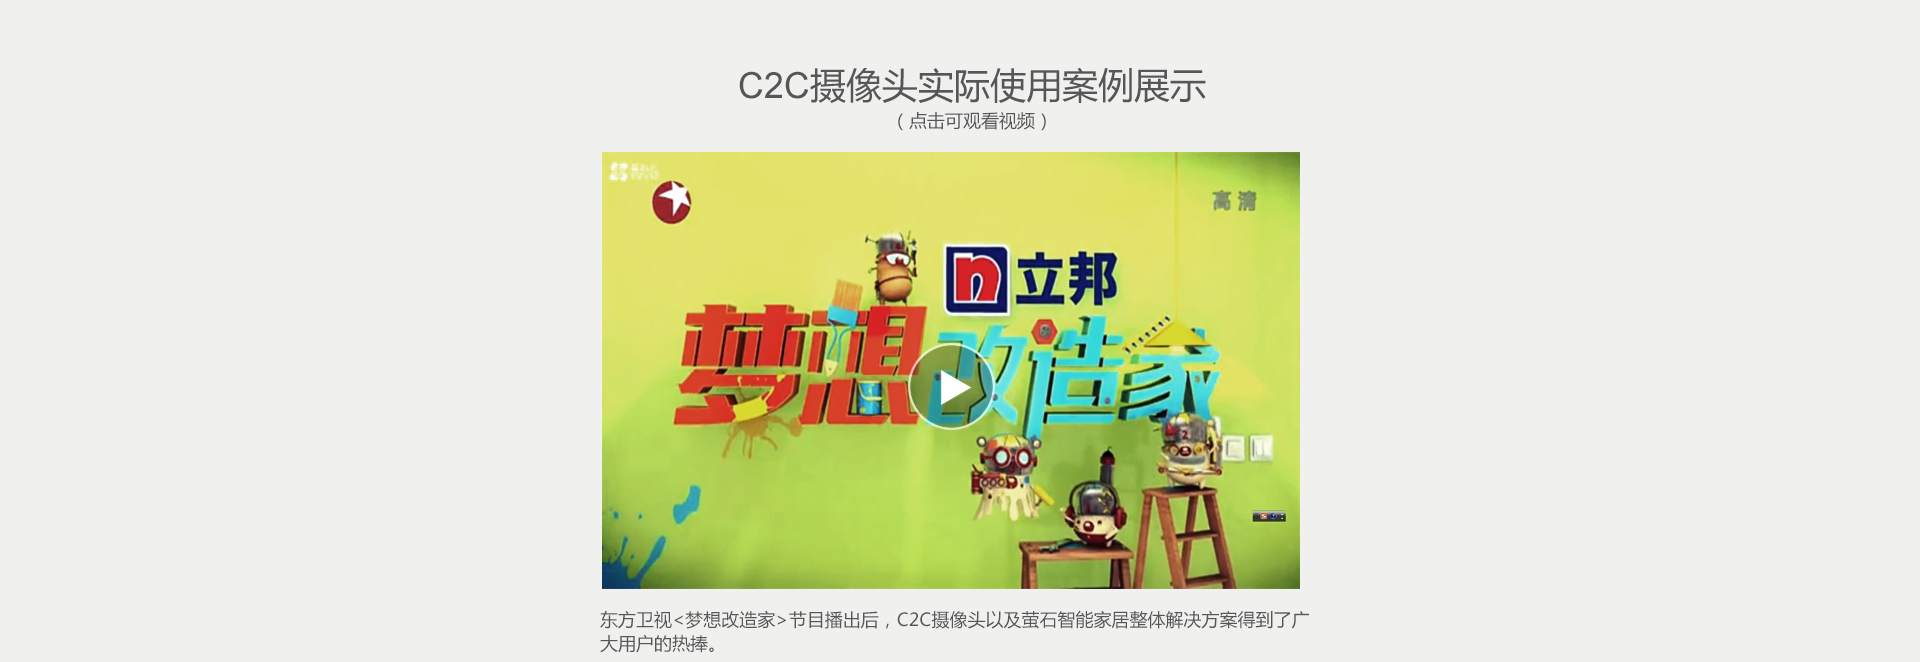 C2C摄像头实际使用案例展示
（点击可观看视频）
高清
n立邦
梦想改造家
东方卫视<梦想改造家>节目播出后，C2C摄像头以及萤石智能家居整体解决方案得到了广
大用户的热捧。